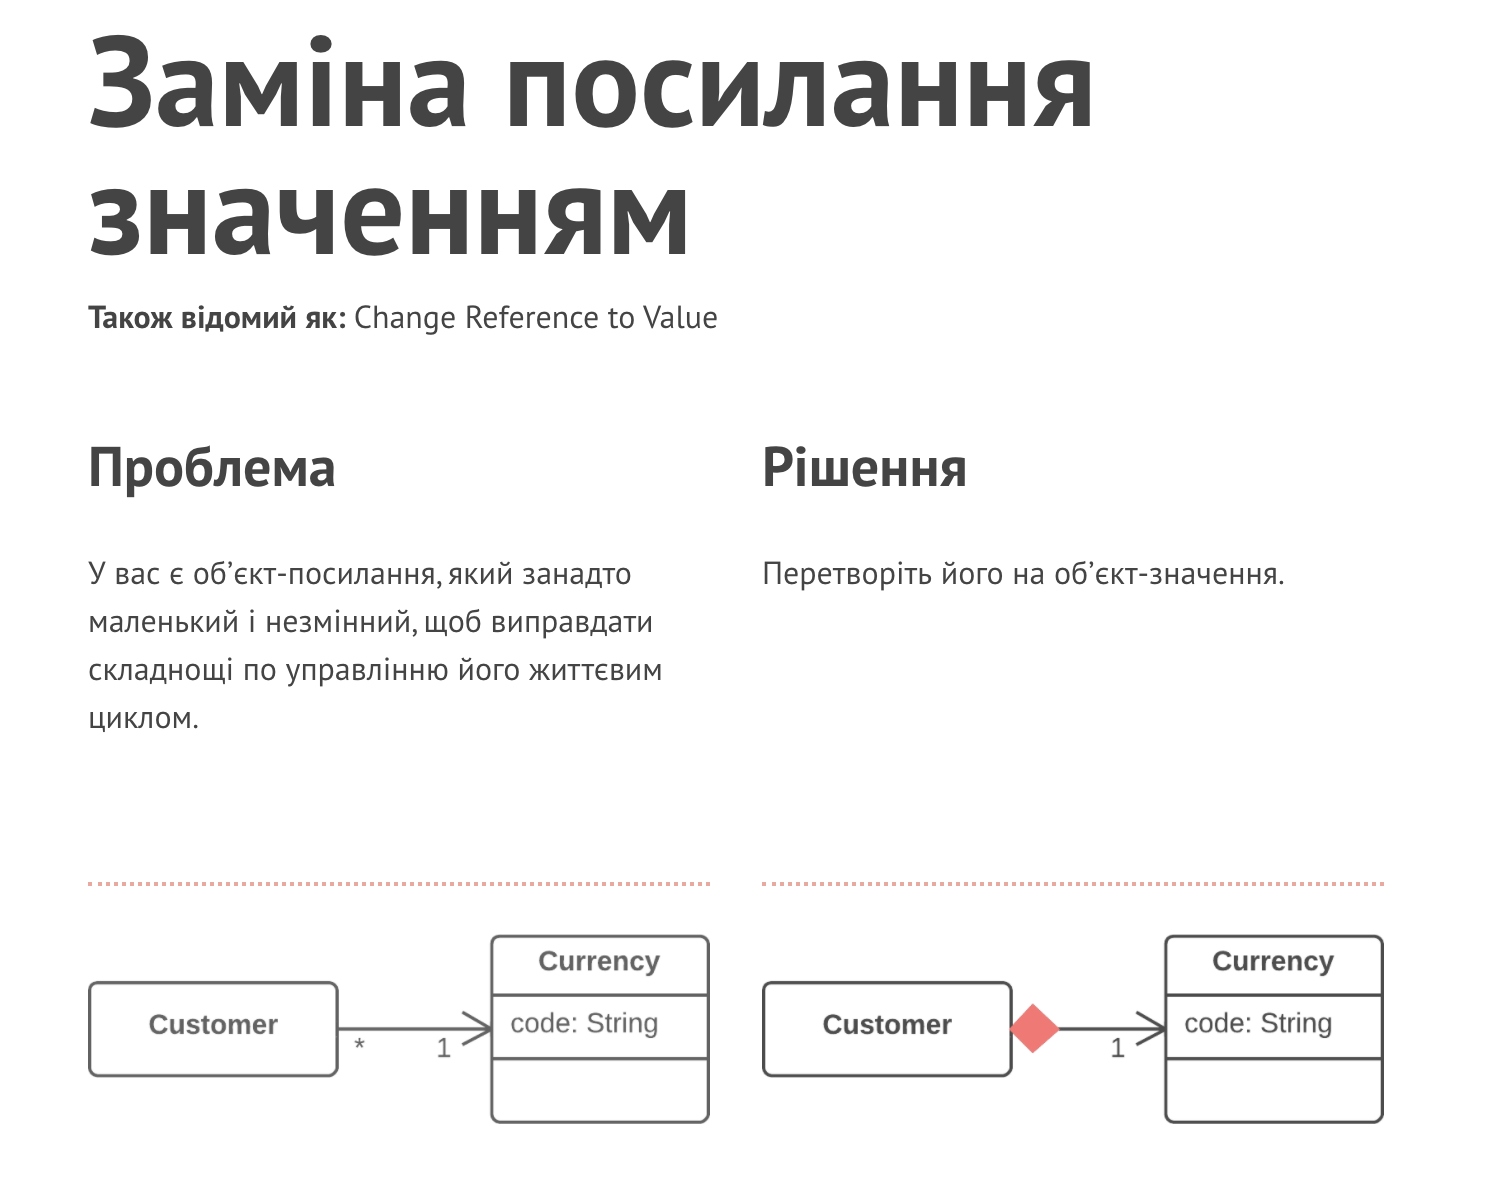 Заміна посилання
значенням
Також відомий як: Change Reference to Value
Проблема
У вас є об’єкт-посилання, який занадто
маленький і незмінний, щоб виправдати
складнощі по управлінню його життєвим
циклом.
Рішення
Перетворіть його на об’єкт-значення.
Customer
*
1
Currency
code: String
Customer
1
Currency
code: String